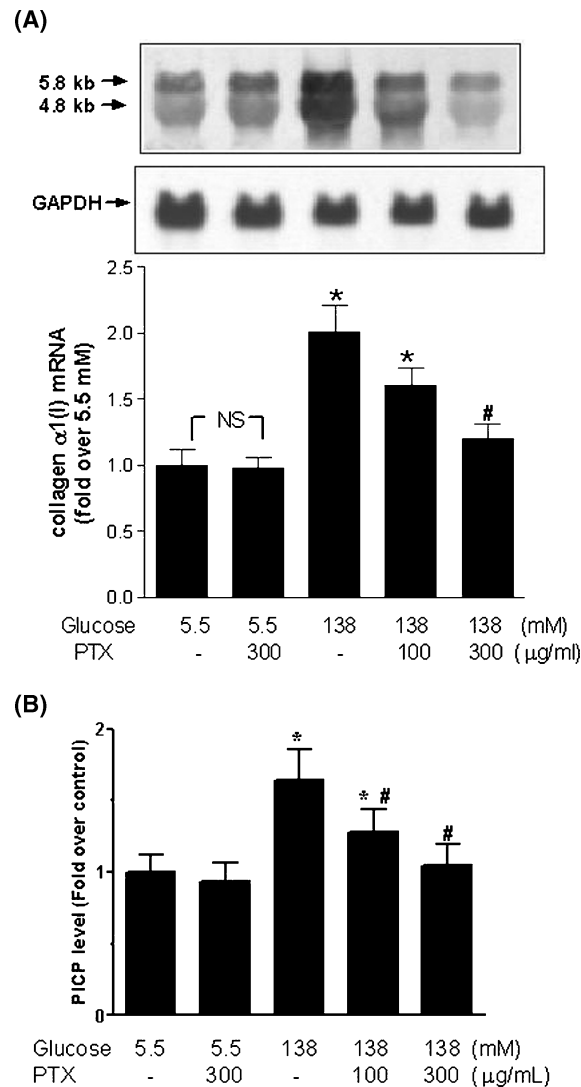 (A)
5.8 kb
4.8 kb
GAPDH
collagen α1(I) mRNA
(fold over 5.5 mM)
2.5
2.0
1.5
1.0
0.5
0.0
* * #
NS
Glucose 5.5 5.5 138 138 138 (mM)
PTX - 300 - 100 300 (μg/ml)
(B)
PICP level (Fold over control)
2
1
0
* * # #
Glucose 5.5 5.5 138 138 138 (mM)
PTX - 300 - 100 300 (μg/mL)